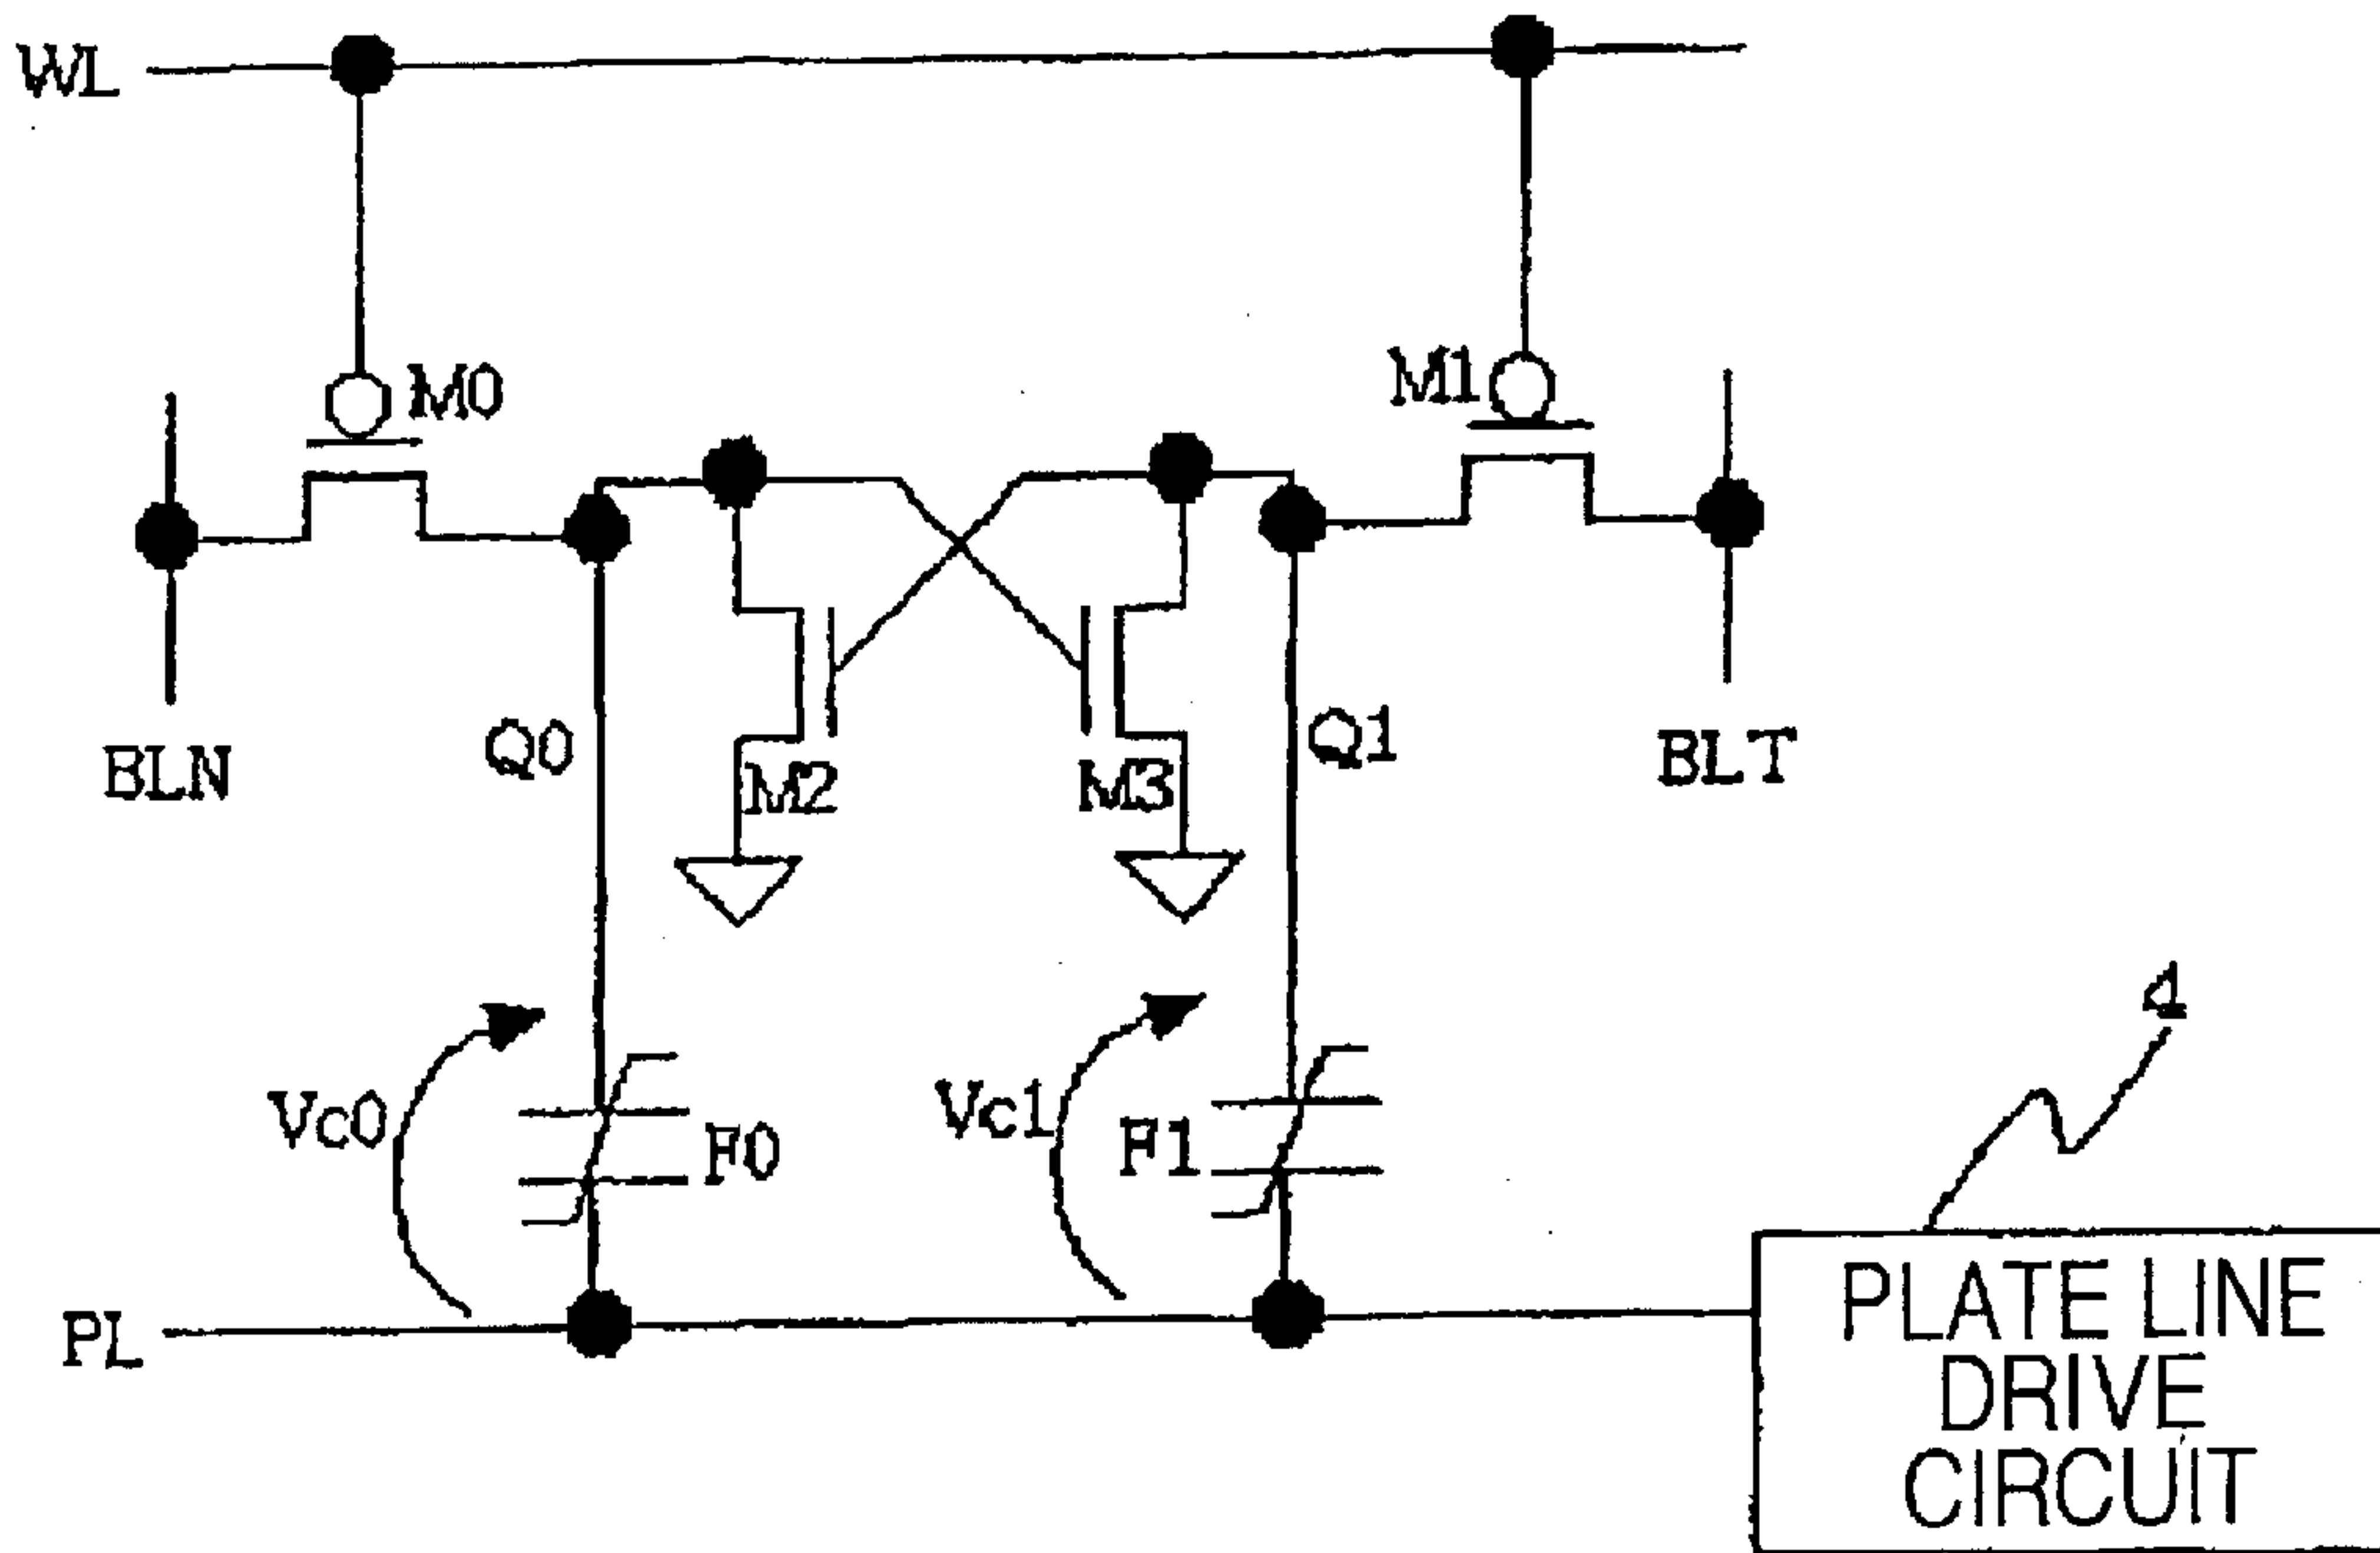 WL
M0
M1
BLN
Q0
M2
M3
Q1
BLT
4
Vc0
F0
Vc1
F1
PL
PLATE LINE
DRIVE
CIRCUIT